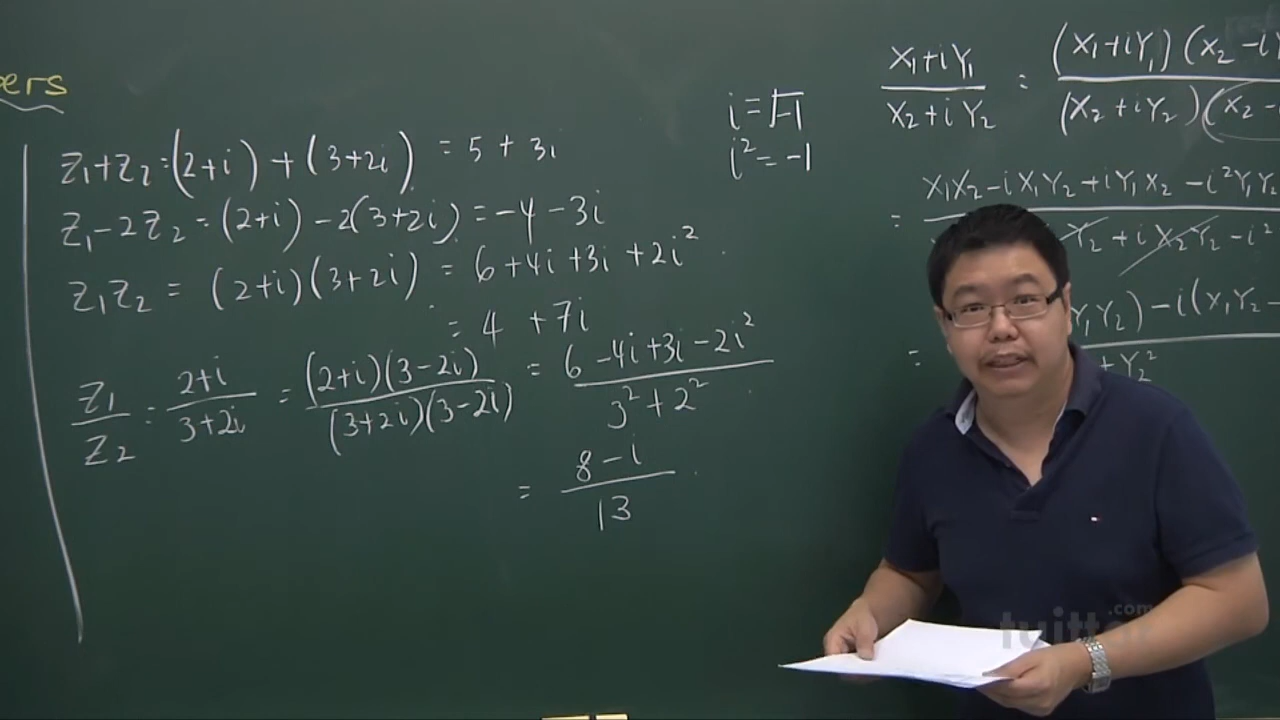 Z₁+Z₂=(2+i)+(3+2i) = 5+3i
Z₁-2Z₂=(2+i)-2(3+2i)=-4-3i
Z₁Z₂ = (2+i)(3+2i) = 6+4i+3i+2i²
= 4 +7i
Z₁/Z₂ = (2+i)/(3+2i) = (2+i)(3-2i)/(3+2i)(3-2i) = (6-4i+3i-2i²)/(3²+2²)
= (8-i)/13
i=√-1
i²=-1
(X₁+iY₁)/(X₂+iY₂) = (X₁+iY₁)(X₂-iY
(X₂+iY₂)(X₂-
= X₁X₂-iX₁Y₂+iY₁X₂-i²Y₁Y₂
Y₂+iX₂Y₂-i²
= Y₁Y₂)-i(X₁Y₂-
+Y₂²
tuitter.com